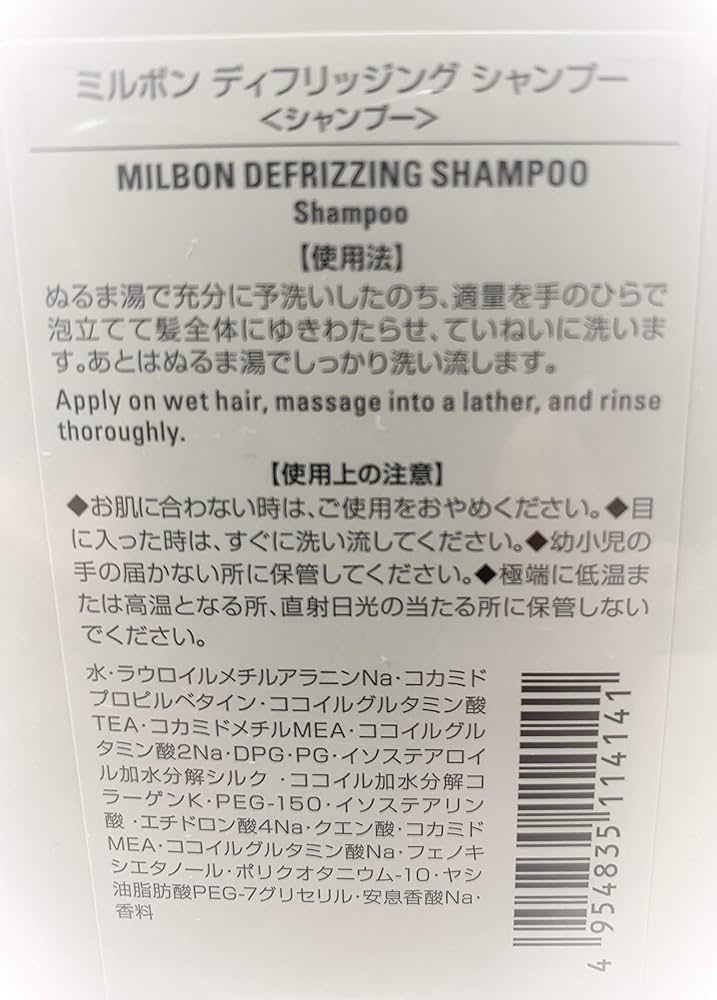 ミルボン ディフリッジング シャンプー
<シャンプー>
MILBON DEFRIZZING SHAMPOO
Shampoo
【使用法】
ぬるま湯で充分に予洗いしたのち、適量を手のひらで
泡立てて髪全体にゆきわたらせ、ていねいに洗いま
す。あとはぬるま湯でしっかり洗い流します。
Apply on wet hair, massage into a lather, and rinse
thoroughly.
【使用上の注意】
◆お肌に合わない時は、ご使用をおやめください。◆目
に入った時は、すぐに洗い流してください。◆幼小児の
手の届かない所に保管してください。◆極端に低温ま
たは高温となる所、直射日光の当たる所に保管しない
でください。
水・ラウロイルメチルアラニンNa・コカミド
プロピルベタイン・ココイルグルタミン酸
TEA・コカミドメチルMEA・ココイルグル
タミン酸2Na・DPG・PG・イソステアロイ
ル加水分解シルク・ココイル加水分解コ
ラーゲンK・PEG-150・イソステアリン
酸・エチドロン酸4Na・クエン酸・コカミド
MEA・ココイルグルタミン酸Na・フェノキ
シエタノール・ポリクオタニウム-10・ヤシ
油脂肪酸PEG-7グリセリル・安息香酸Na・
香料
4 954835 114141